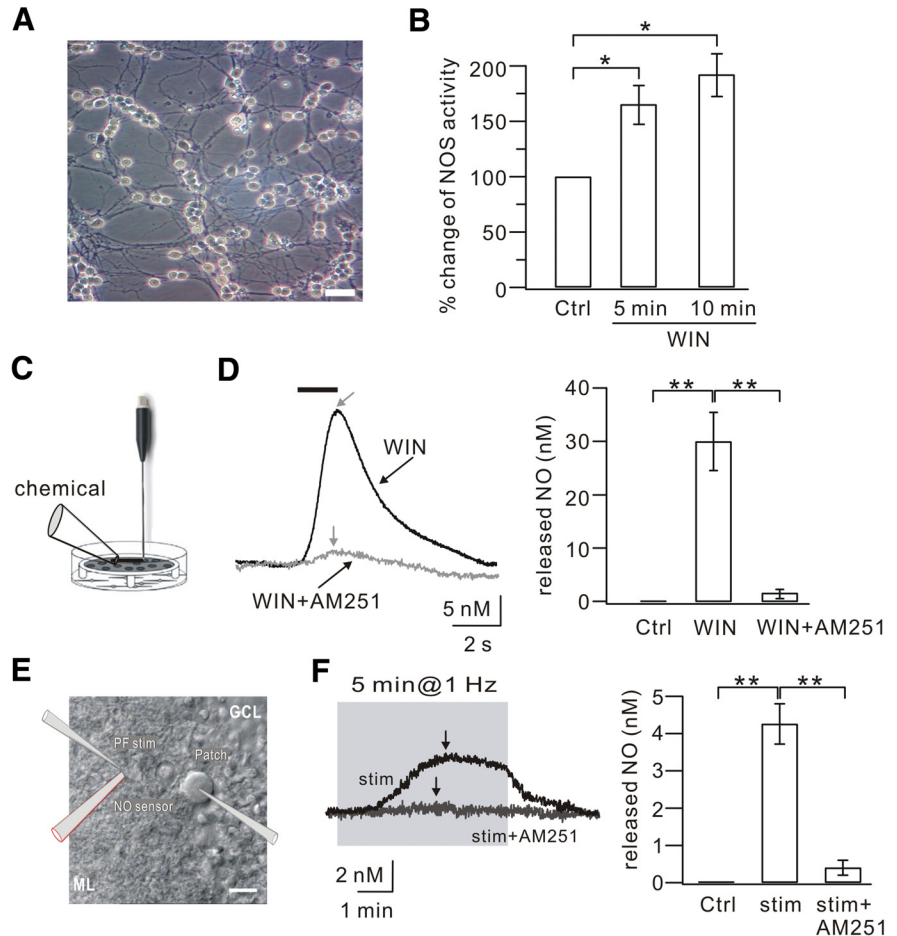 A
B
% change of NOS activity
200
150
100
50
0
*
*
Ctrl
5 min
10 min
WIN
C
chemical
D
WIN
WIN+AM251
5 nM
2 s
released NO (nM)
40
30
20
10
0
**
**
Ctrl
WIN
WIN+AM251
E
GCL
PF stim
Patch
NO sensor
ML
F
5 min@1 Hz
stim
stim+AM251
2 nM
1 min
released NO (nM)
5
4
3
2
1
0
**
**
Ctrl
stim
stim+
AM251